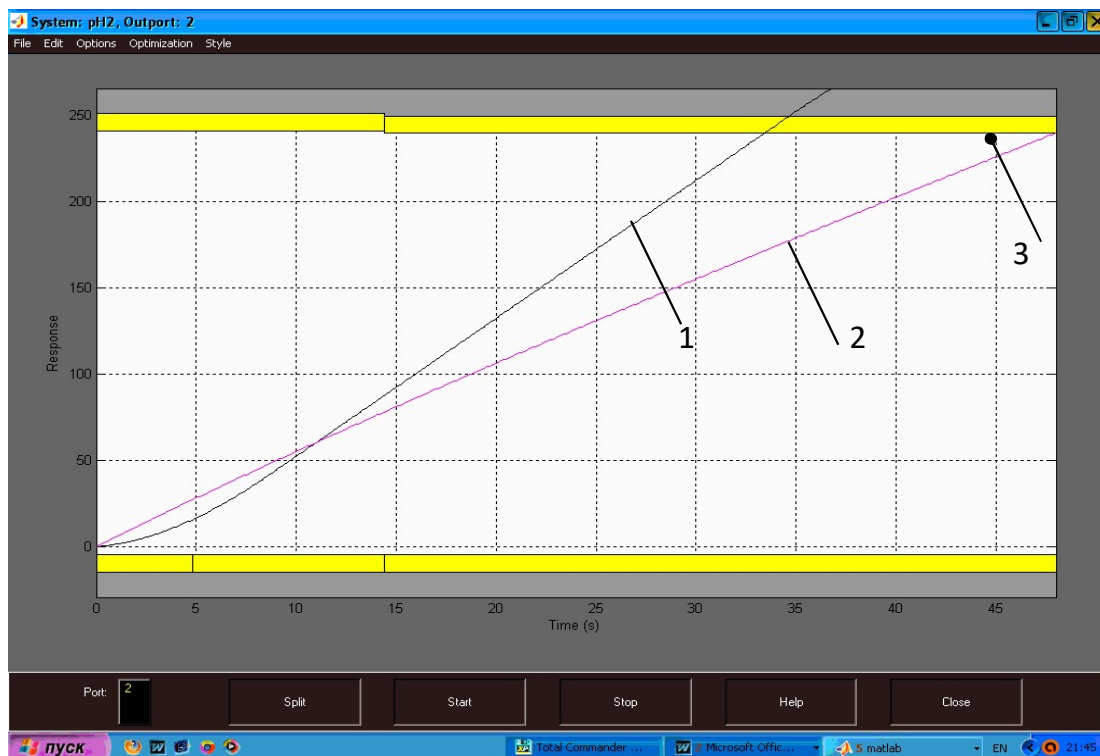 System: pH2, Outport: 2
File Edit Options Optimization Style
250
200
150
100
50
0
Response
1
2
3
0 5 10 15 20 25 30 35 40 45
Time (s)
Port: 2 Split Start Stop Help Close
пуск Total Commander ... Microsoft Offic... 5 matlab EN 21:45